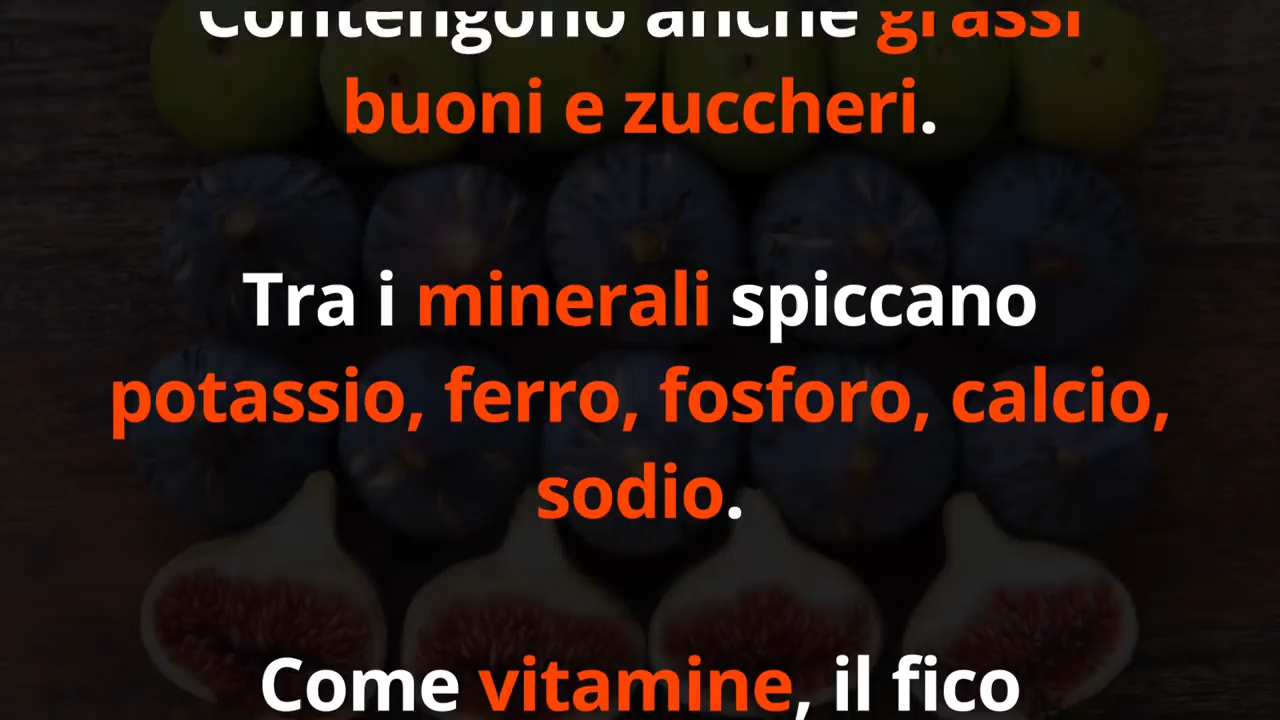 Contengono anche grassi
buoni e zuccheri.
Tra i minerali spiccano
potassio, ferro, fosforo, calcio,
sodio.
Come vitamine, il fico